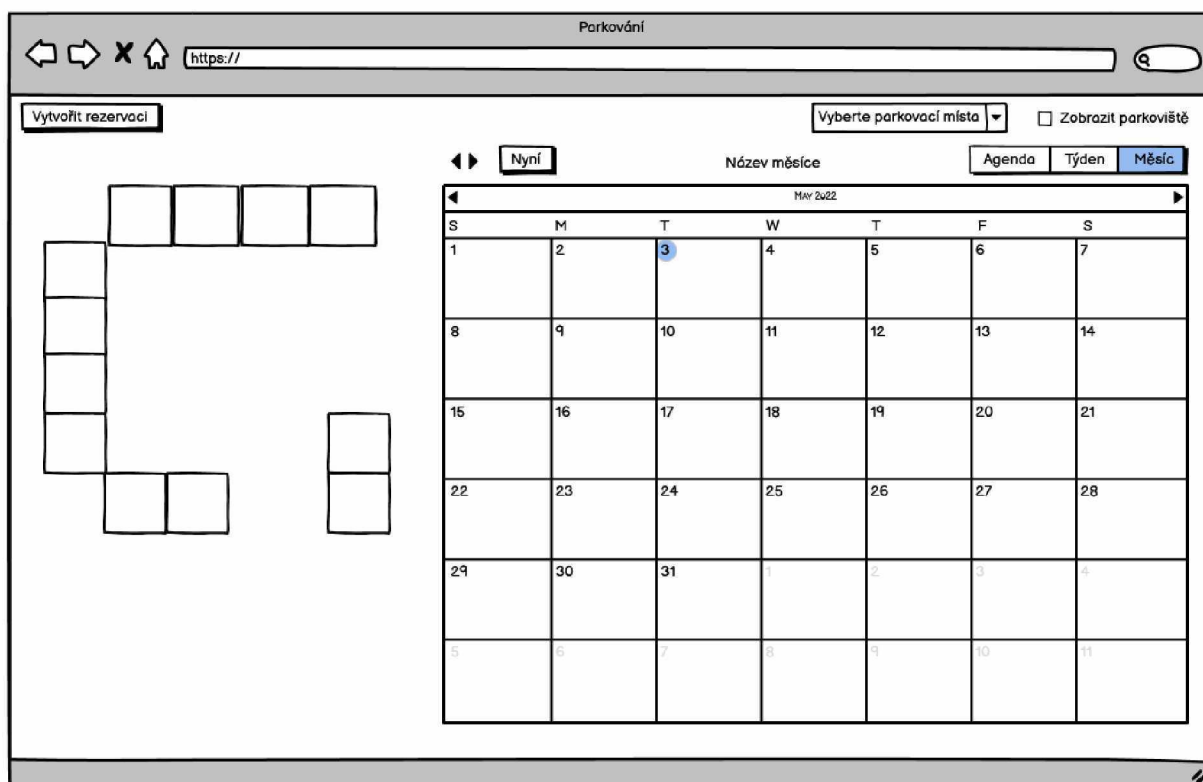 Parkování
https://
Vytvořit rezervaci
Vyberte parkovací místa
Zobrazit parkoviště
Nyní
Název měsíce
Agenda Týden Měsíc
MAY 2022
S M T W T F S
1 2 3 4 5 6 7
8 9 10 11 12 13 14
15 16 17 18 19 20 21
22 23 24 25 26 27 28
29 30 31 1 2 3 4
5 6 7 8 9 10 11